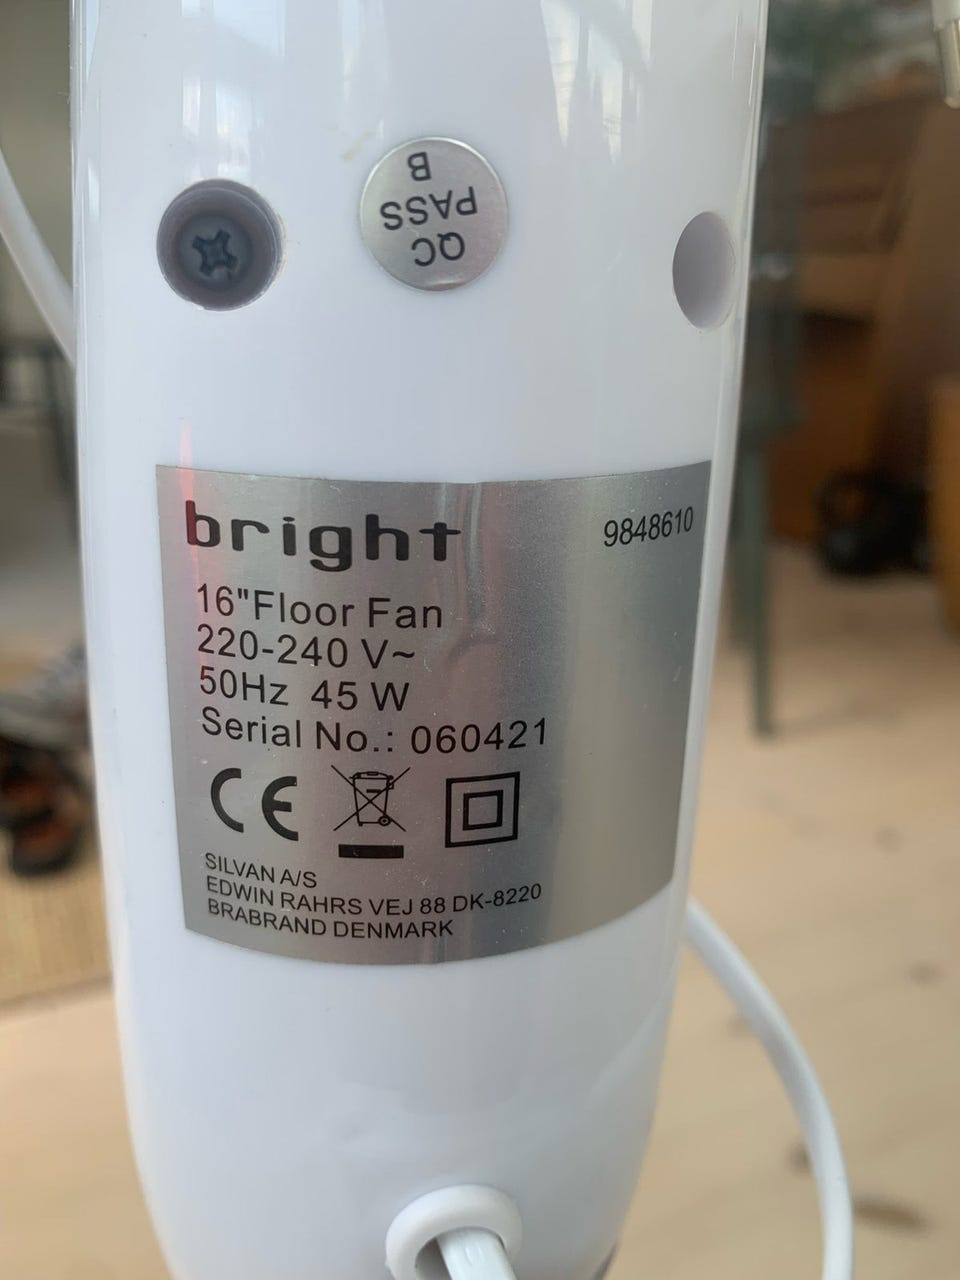 QC
PASS
B
bright
9848610
16"Floor Fan
220-240 V~
50Hz 45 W
Serial No.: 060421
CE
SILVAN A/S
EDWIN RAHRS VEJ 88 DK-8220
BRABRAND DENMARK